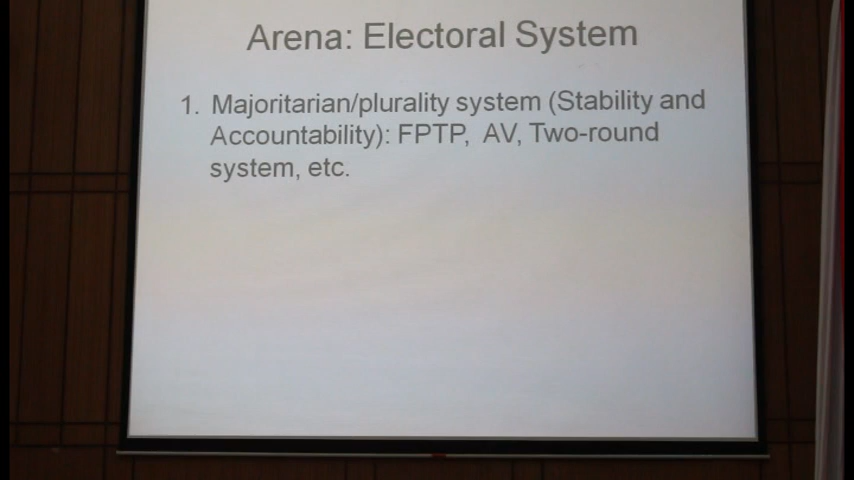 Arena: Electoral System
1. Majoritarian/plurality system (Stability and
Accountability): FPTP, AV, Two-round
system, etc.